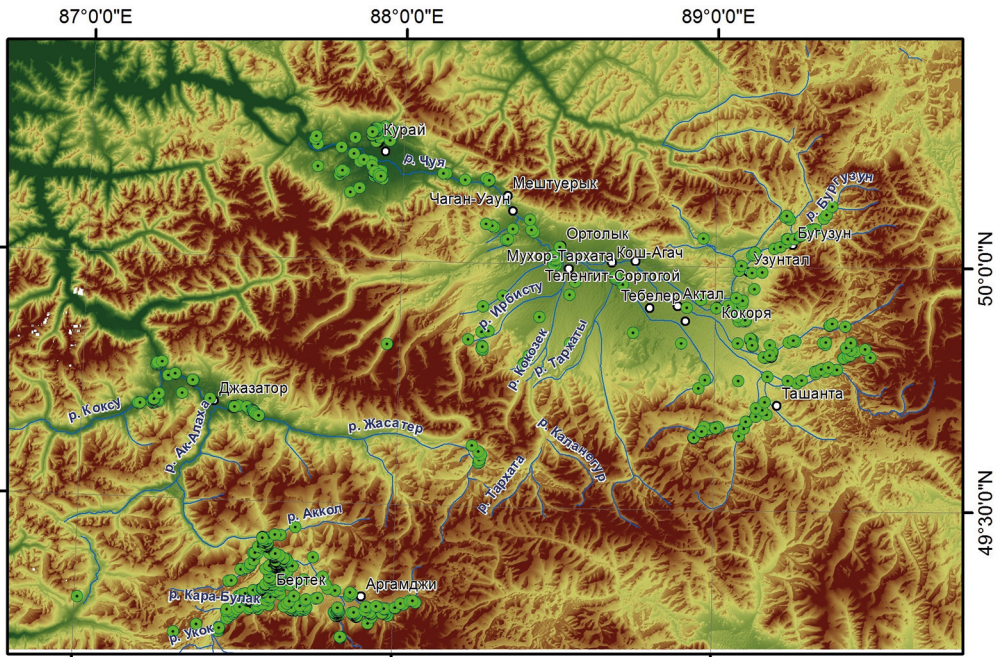 87°0'0"E
88°0'0"E
89°0'0"E
Курай
р. Чуя
Мештуерык
Чаган-Узун
р. Бургузун
Бугузун
Ортолык
Мухор-Тархата
Кош-Агач
Узунтал
Теленгит-Сортогой
50°0'0"N
р. Ирбисту
Тебелер
Актал
Кокоря
р. Кокозек
р. Тархаты
Джазатор
Ташанта
р. Коксу
р. Ак-Алаха
р. Жасатер
р. Каланегур
р. Тархата
49°30'0"N
р. Аккол
Бертек
Аргамджи
р. Кара-Булак
р. Укок